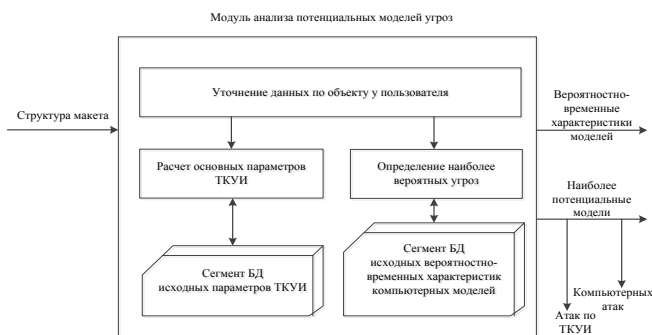 Модуль анализа потенциальных моделей угроз
Уточнение данных по объекту у пользователя
Структура макета
Вероятностно-
временные
характеристики
моделей
Расчет основных параметров
ТКУИ
Определение наиболее
вероятных угроз
Наиболее
потенциальные
модели
Сегмент БД
исходных параметров ТКУИ
Сегмент БД
исходных вероятностно-
временных характеристик
компьютерных моделей
Компьютерных
атак
Атак по
ТКУИ